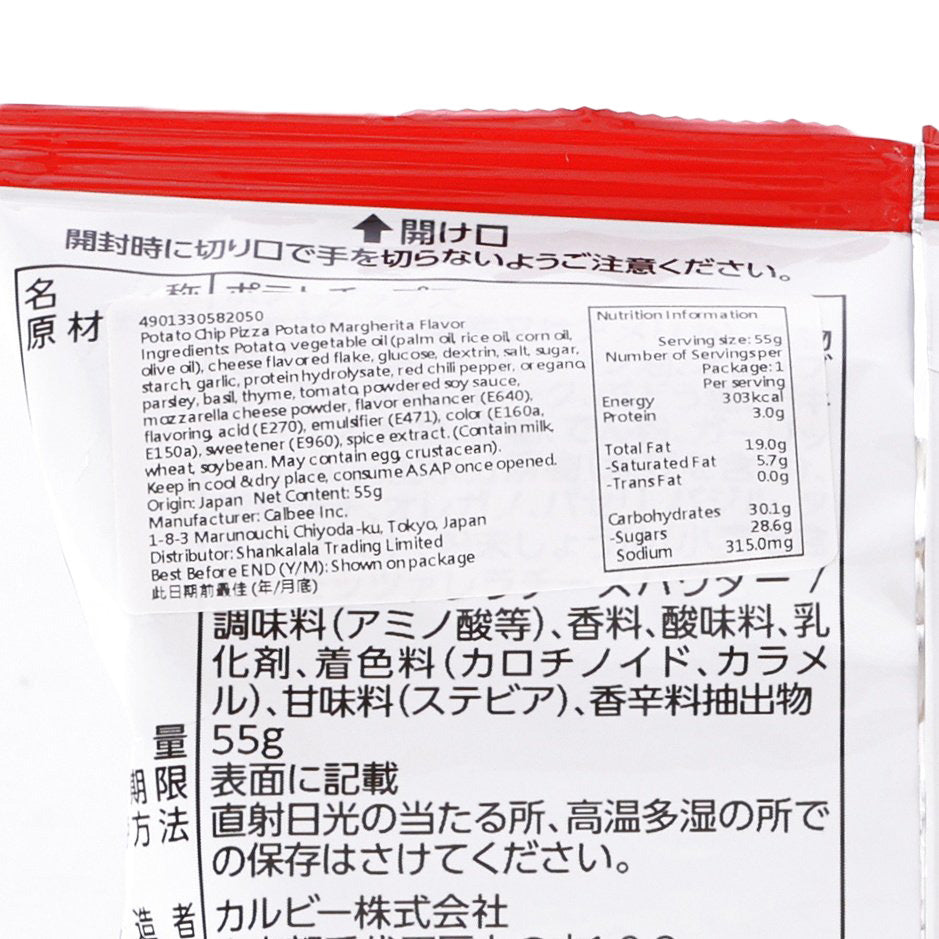 開け口
開封時に切り口で手を切らないようご注意ください。
名 称
原材
4901330582050
Potato Chip Pizza Potato Margherita Flavor
Ingredients: Potato, vegetable oil (palm oil, rice oil, corn oil,
olive oil), cheese flavored flake, glucose, dextrin, salt, sugar,
starch, garlic, protein hydrolysate, red chili pepper, oregano,
parsley, basil, thyme, tomato, powdered soy sauce,
mozzarella cheese powder, flavor enhancer (E640),
flavoring, acid (E270), emulsifier (E471), color (E160a,
E150a), sweetener (E960), spice extract. (Contain milk,
wheat, soybean. May contain egg, crustacean).
Keep in cool & dry place, consume ASAP once opened.
Origin: Japan Net Content: 55g
Manufacturer: Calbee Inc.
1-8-3 Marunouchi, Chiyoda-ku, Tokyo, Japan
Distributor: Shankalala Trading Limited
Best Before END (Y/M): Shown on package
此日期前最佳 (年/月底)
Nutrition Information
Serving size: 55g
Number of Servings per
Package: 1
Per serving
Energy 303kcal
Protein 3.0g
Total Fat 19.0g
-Saturated Fat 5.7g
-Trans Fat 0.0g
Carbohydrates 30.1g
-Sugars 28.6g
Sodium 315.0mg
調味料(アミノ酸等)、香料、酸味料、乳
化剤、着色料(カロチノイド、カラメ
ル)、甘味料(ステビア)、香辛料抽出物
量 55g
期限 表面に記載
方法 直射日光の当たる所、高温多湿の所で
の保存はさけてください。
造者 カルビー株式会社